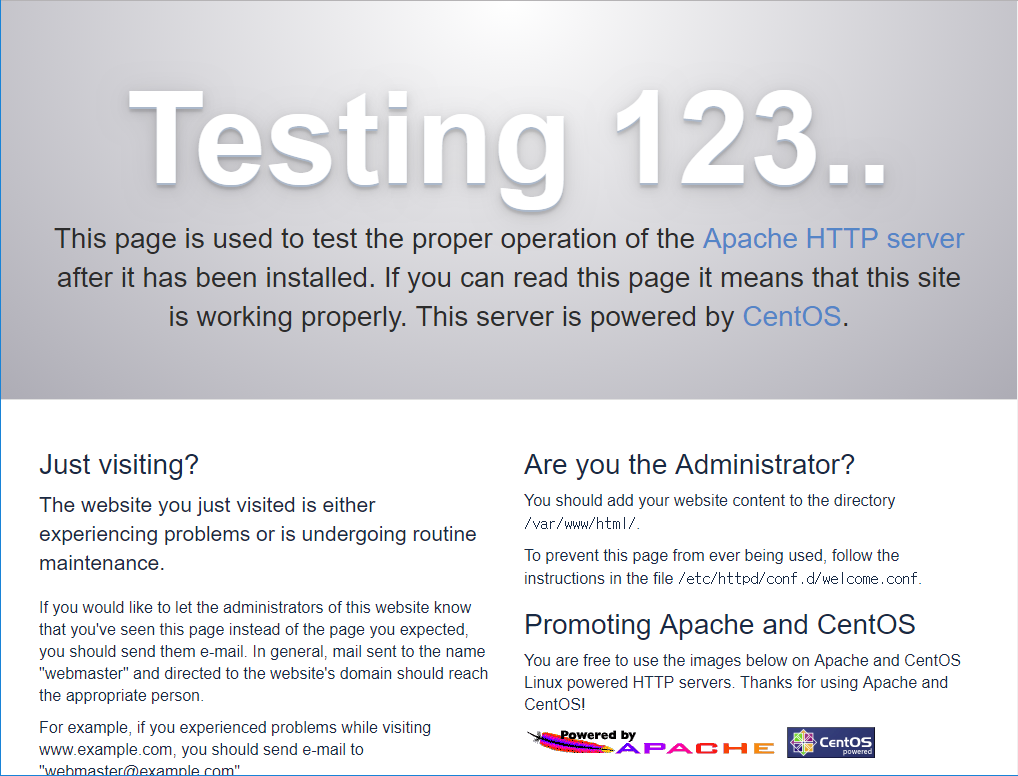 Testing 123..
This page is used to test the proper operation of the Apache HTTP server
after it has been installed. If you can read this page it means that this site
is working properly. This server is powered by CentOS.
Just visiting?
The website you just visited is either
experiencing problems or is undergoing routine
maintenance.
If you would like to let the administrators of this website know
that you've seen this page instead of the page you expected,
you should send them e-mail. In general, mail sent to the name
"webmaster" and directed to the website's domain should reach
the appropriate person.
For example, if you experienced problems while visiting
www.example.com, you should send e-mail to
"webmaster@example.com"
Are you the Administrator?
You should add your website content to the directory
/var/www/html/.
To prevent this page from ever being used, follow the
instructions in the file /etc/httpd/conf.d/welcome.conf.
Promoting Apache and CentOS
You are free to use the images below on Apache and CentOS
Linux powered HTTP servers. Thanks for using Apache and
CentOS!
Powered by
APACHE
CentOS
powered